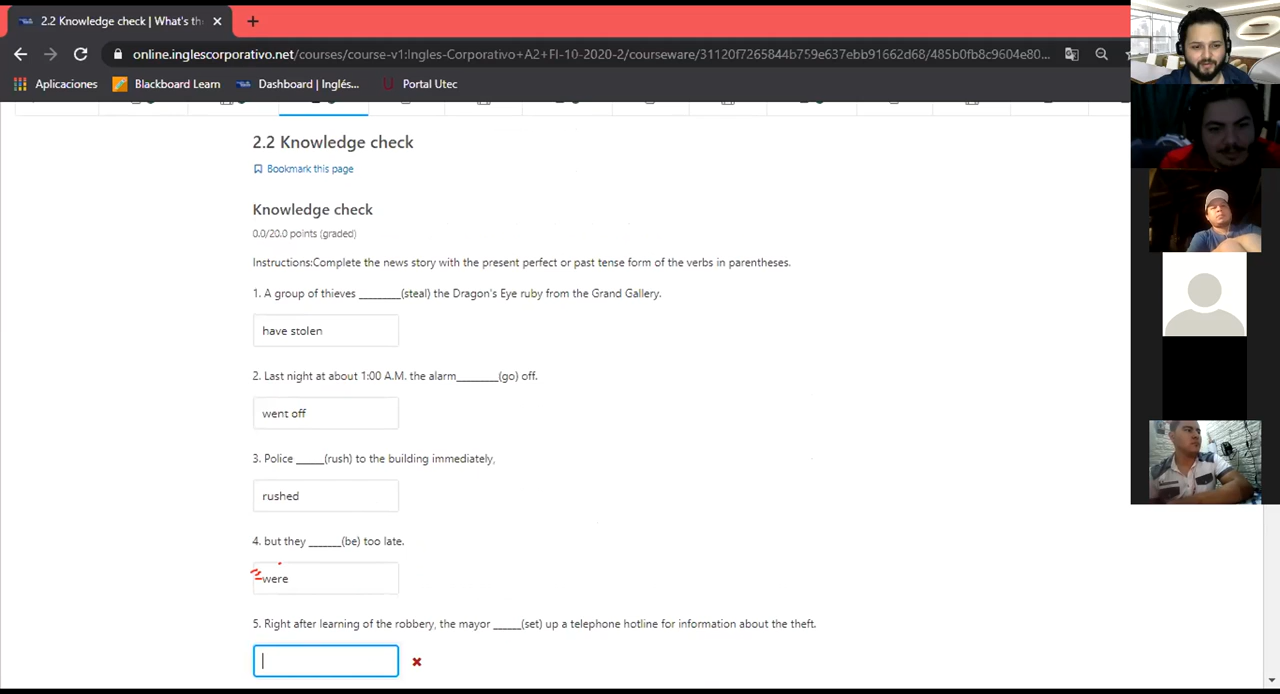 2.2 Knowledge check | What's th
online.inglescorporativo.net/courses/course-v1:Ingles-Corporativo+A2+FI-10-2020-2/courseware/31120f7265844b759e637ebb91662d68/485b0fb8c9604e80...
Aplicaciones Blackboard Learn Dashboard | Inglés... Portal Utec
2.2 Knowledge check
Bookmark this page
Knowledge check
0.0/20.0 points (graded)
Instructions:Complete the news story with the present perfect or past tense form of the verbs in parentheses.
1. A group of thieves ________(steal) the Dragon's Eye ruby from the Grand Gallery.
have stolen
2. Last night at about 1:00 A.M. the alarm________(go) off.
went off
3. Police _____(rush) to the building immediately,
rushed
4. but they ______(be) too late.
were
5. Right after learning of the robbery, the mayor _____(set) up a telephone hotline for information about the theft.